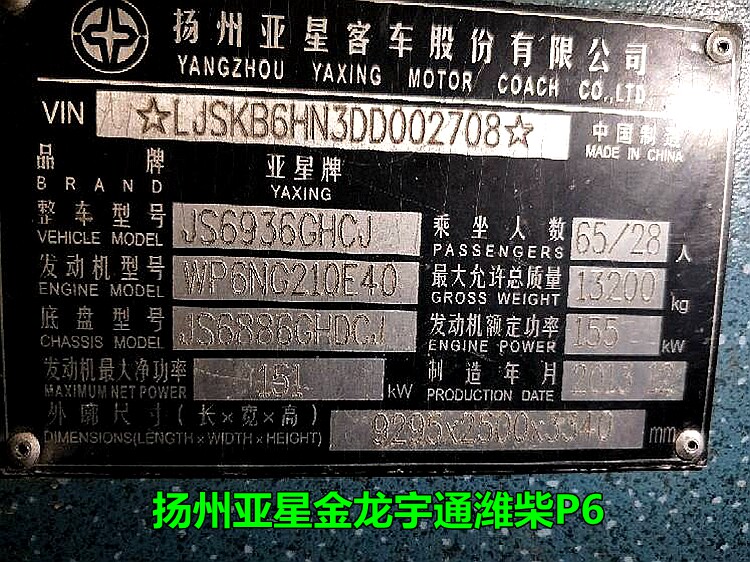 扬州亚星客车股份有限公司
YANGZHOU YAXING MOTOR COACH CO.,LTD
VIN ☆LJSKB6HN3DD002708☆ 中国制造
MADE IN CHINA
品牌 亚星牌
BRAND YAXING
整车型号 JS6936GHCJ 乘坐人数 65/28 人
VEHICLE MODEL PASSENGERS
发动机型号 WP6NG210E40 最大允许总质量 13200 kg
ENGINE MODEL GROSS WEIGHT
底盘型号 JS6886GHDCJ 发动机额定功率 155 kW
CHASSIS MODEL ENGINE POWER
发动机最大净功率 151 kW 制造年月 2013.12
MAXIMUM NET POWER PRODUCTION DATE
外廓尺寸(长×宽×高) 9295x2500x3340 mm
DIMENSIONS(LENGTH×WIDTH×HEIGHT)
扬州亚星金龙宇通潍柴P6